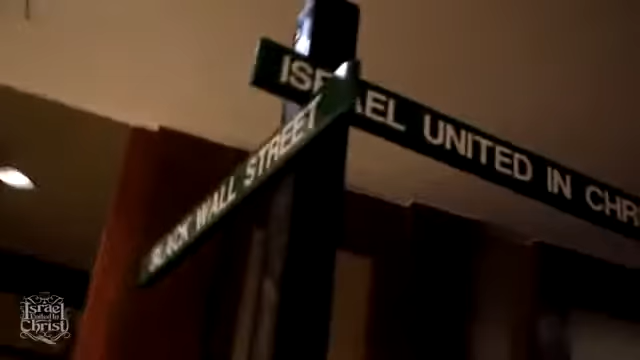 ISRAEL UNITED IN CHR
BLACK WALL STREET
Israel
United In
Christ